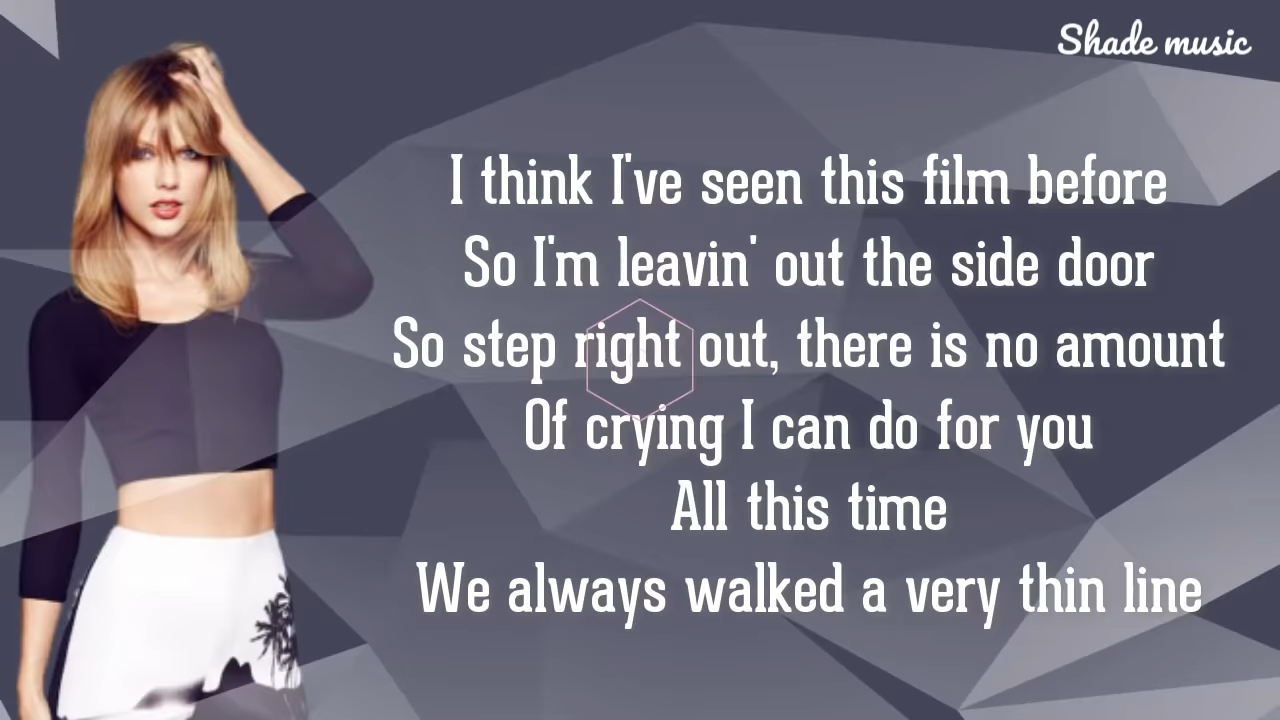 Shade music
I think I've seen this film before
So I'm leavin' out the side door
So step right out, there is no amount
Of crying I can do for you
All this time
We always walked a very thin line